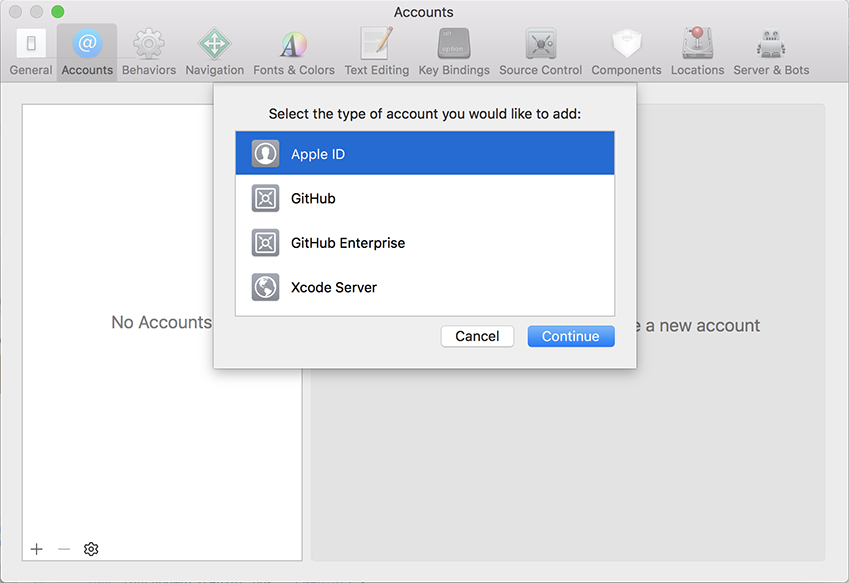 Accounts
General Accounts Behaviors Navigation Fonts & Colors Text Editing Key Bindings Source Control Components Locations Server & Bots
Select the type of account you would like to add:
Apple ID
GitHub
GitHub Enterprise
Xcode Server
Cancel Continue
No Accounts
a new account